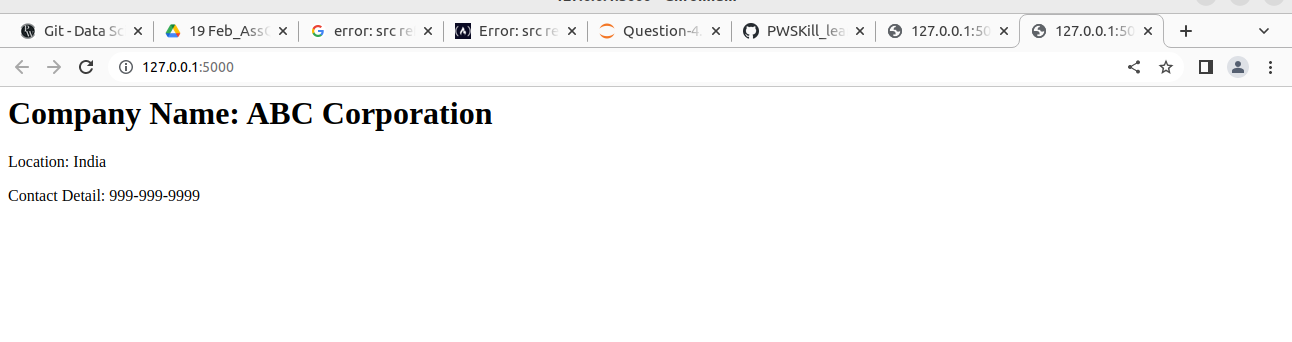 Git - Data Sc
19 Feb_Ass
error: src re
Error: src re
Question-4
PWSKill_lea
127.0.0.1:50
127.0.0.1:50
127.0.0.1:5000
Company Name: ABC Corporation
Location: India
Contact Detail: 999-999-9999